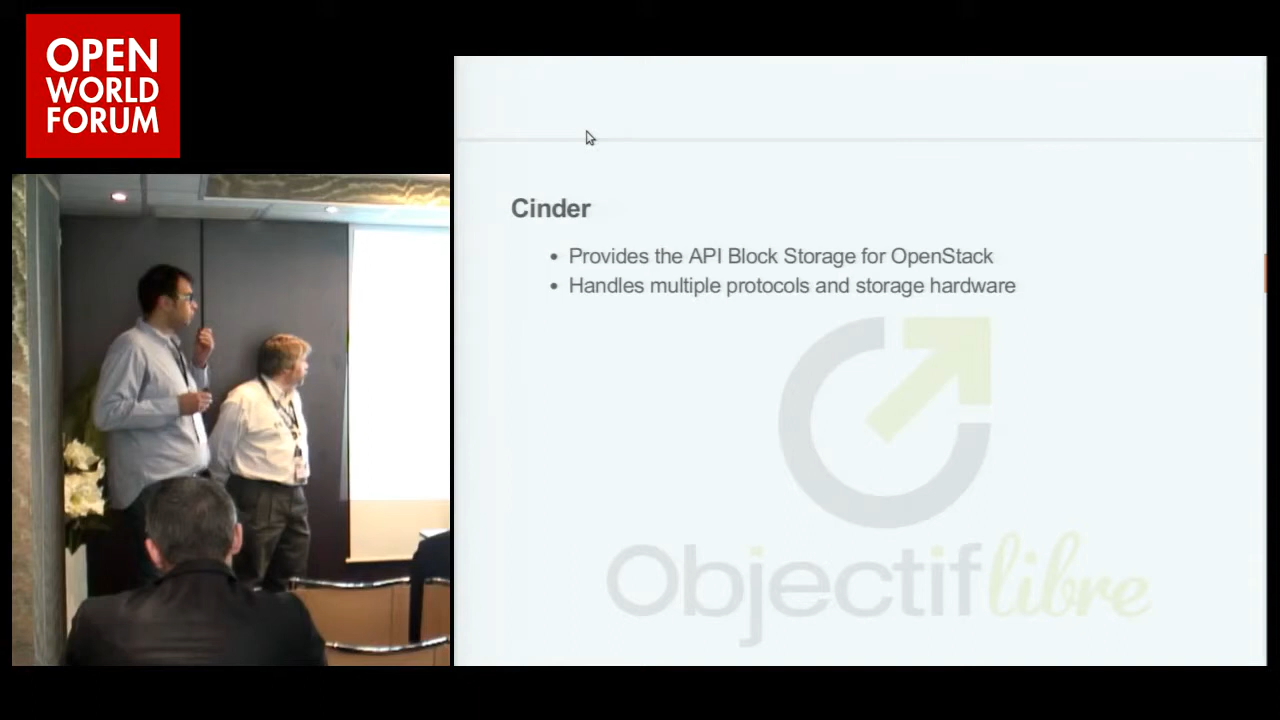 OPEN
WORLD
FORUM
Cinder
• Provides the API Block Storage for OpenStack
• Handles multiple protocols and storage hardware
Objectif libre